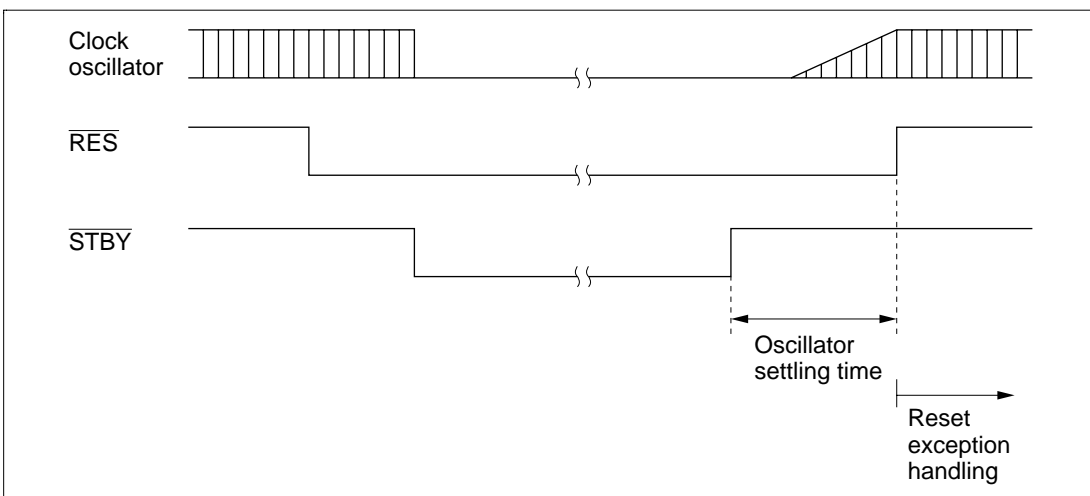 Clock
oscillator
RES
STBY
Oscillator
settling time
Reset
exception
handling